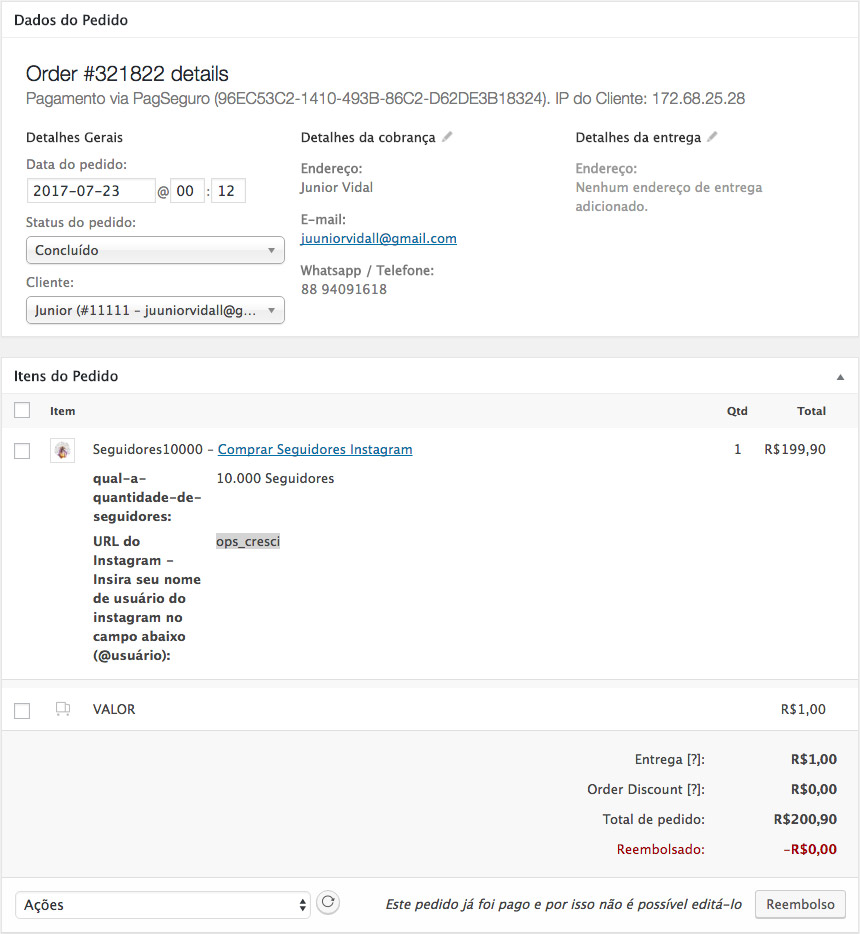 Dados do Pedido
Order #321822 details
Pagamento via PagSeguro (96EC53C2-1410-493B-86C2-D62DE3B18324). IP do Cliente: 172.68.25.28
Detalhes Gerais
Data do pedido:
2017-07-23 @ 00 : 12
Status do pedido:
Concluído
Cliente:
Junior (#11111 – juuniorvidall@g...
Detalhes da cobrança
Endereço:
Junior Vidal
E-mail:
juuniorvidall@gmail.com
Whatsapp / Telefone:
88 94091618
Detalhes da entrega
Endereço:
Nenhum endereço de entrega
adicionado.
Itens do Pedido
Item Qtd Total
Seguidores10000 – Comprar Seguidores Instagram 1 R$199,90
qual-a-
quantidade-de-
seguidores:
10.000 Seguidores
URL do
Instagram –
Insira seu nome
de usuário do
instagram no
campo abaixo
(@usuário):
ops_cresci
VALOR R$1,00
Entrega [?]: R$1,00
Order Discount [?]: R$0,00
Total de pedido: R$200,90
Reembolsado: -R$0,00
Ações
Este pedido já foi pago e por isso não é possível editá-lo
Reembolso